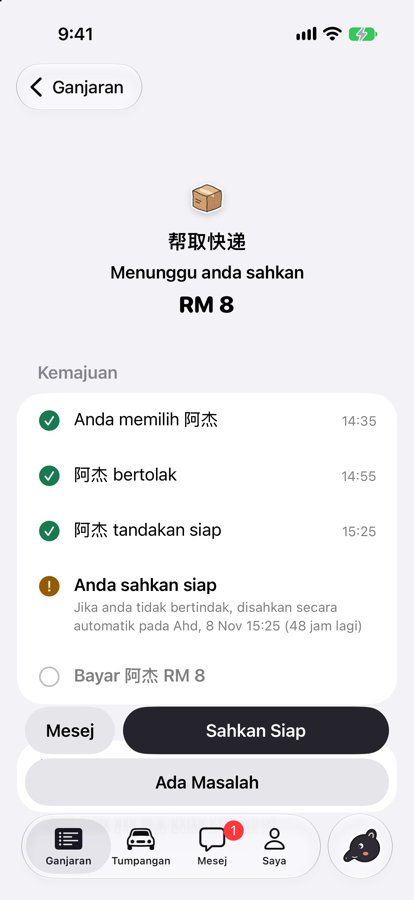 9:41
Ganjaran
帮取快递
Menunggu anda sahkan
RM 8
Kemajuan
Anda memilih 阿杰 14:35
阿杰 bertolak 14:55
阿杰 tandakan siap 15:25
Anda sahkan siap
Jika anda tidak bertindak, disahkan secara
automatik pada Ahd, 8 Nov 15:25 (48 jam lagi)
Bayar 阿杰 RM 8
Mesej Sahkan Siap
Ada Masalah
1
Ganjaran Tumpangan Mesej Saya